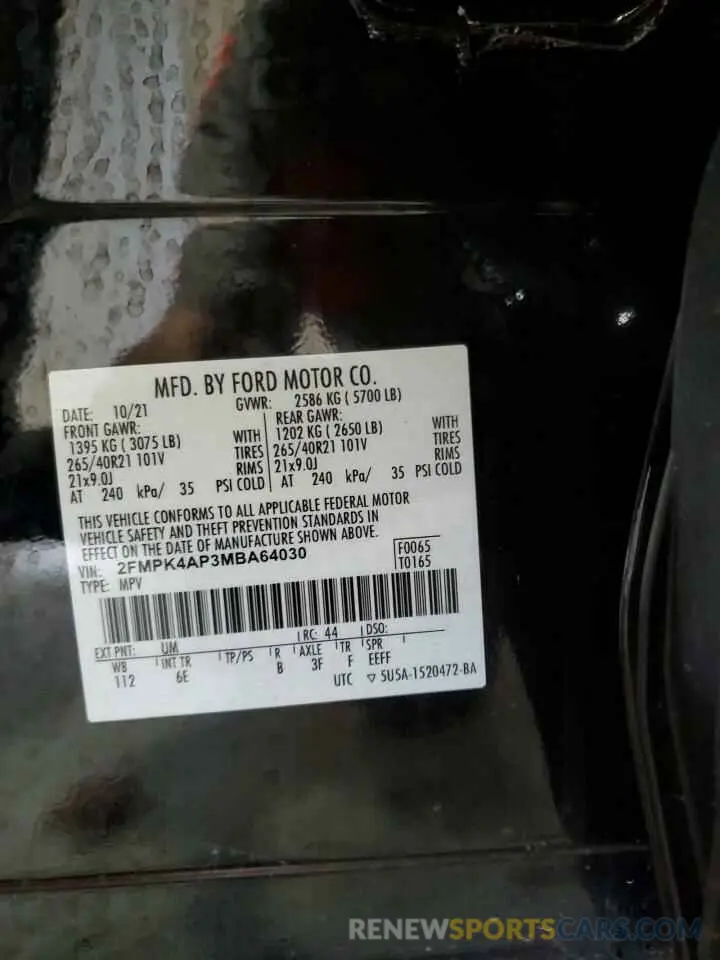 MFD. BY FORD MOTOR CO.
DATE: 10/21 GVWR: 2586 KG ( 5700 LB)
FRONT GAWR: REAR GAWR:
1395 KG ( 3075 LB) WITH 1202 KG ( 2650 LB) WITH
265/40R21 101V TIRES 265/40R21 101V TIRES
21x9.0J RIMS 21x9.0J RIMS
AT 240 kPa/ 35 PSI COLD AT 240 kPa/ 35 PSI COLD
THIS VEHICLE CONFORMS TO ALL APPLICABLE FEDERAL MOTOR
VEHICLE SAFETY AND THEFT PREVENTION STANDARDS IN
EFFECT ON THE DATE OF MANUFACTURE SHOWN ABOVE.
VIN: 2FMPK4AP3MBA64030 F0065
TYPE: MPV T0165
EXT PNT: UM RC: 44 DSO:
WB INT TR TP/PS R AXLE TR SPR
112 6E B 3F F EEFF
UTC ▽ 5U5A-1520472-BA
RENEWSPORTSCARS.COM